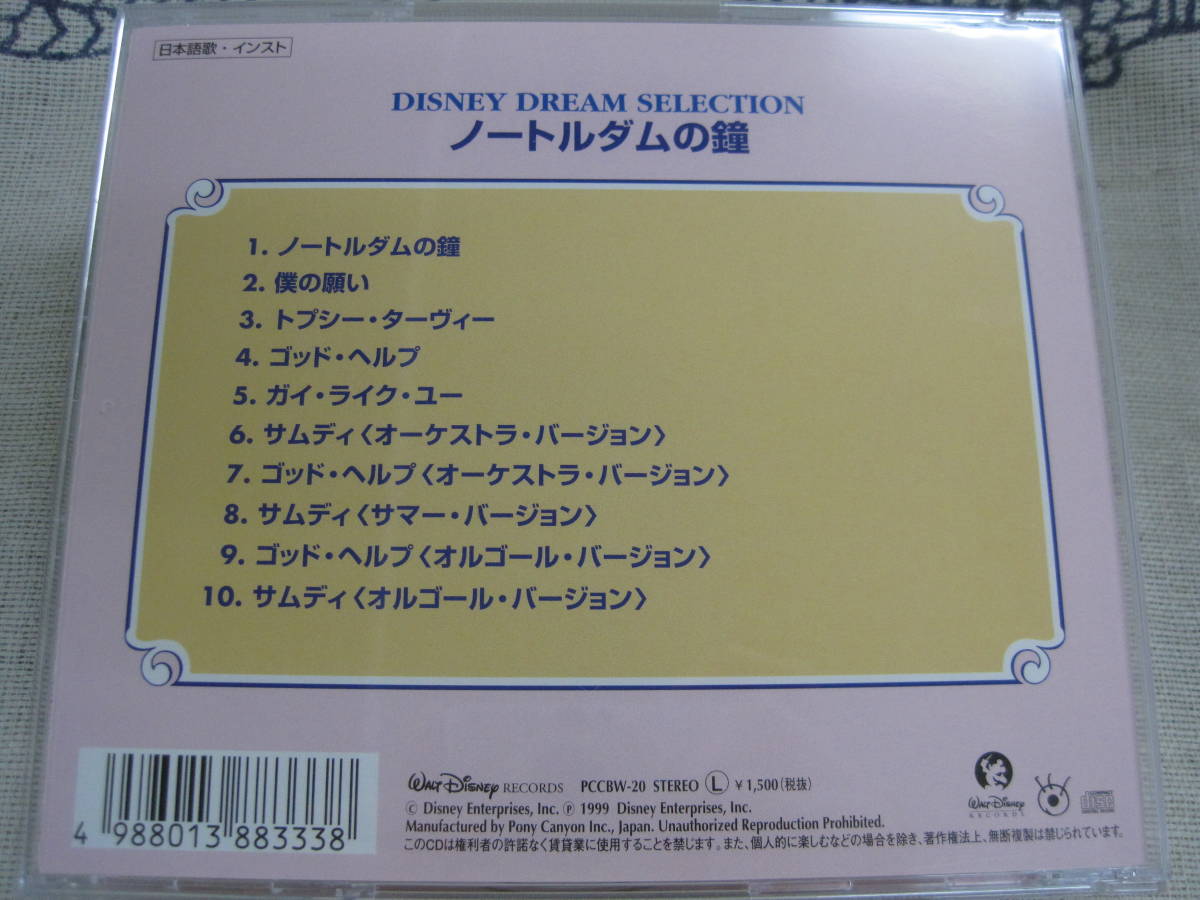 日本語歌・インスト
DISNEY DREAM SELECTION
ノートルダムの鐘
1. ノートルダムの鐘
2. 僕の願い
3. トプシー・ターヴィー
4. ゴッド・ヘルプ
5. ガイ・ライク・ユー
6. サムディ〈オーケストラ・バージョン〉
7. ゴッド・ヘルプ〈オーケストラ・バージョン〉
8. サムディ〈サマー・バージョン〉
9. ゴッド・ヘルプ〈オルゴール・バージョン〉
10. サムディ〈オルゴール・バージョン〉
4 988013 883338
WALT DISNEY RECORDS PCCBW-20 STEREO Ⓛ ¥1,500(税抜)
© Disney Enterprises, Inc. ℗ 1999 Disney Enterprises, Inc.
Manufactured by Pony Canyon Inc., Japan. Unauthorized Reproduction Prohibited.
このCDは権利者の許諾なく賃貸業に使用することを禁じます。また、個人的に楽しむなどの場合を除き、著作権法上、無断複製は禁じられています。
WALT DISNEY
RECORDS
disc